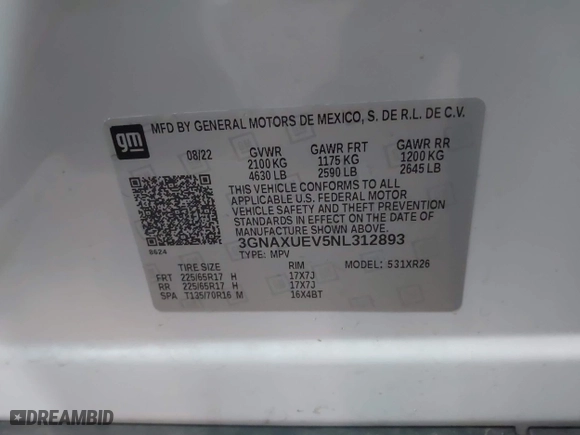 gm
MFD BY GENERAL MOTORS DE MEXICO, S. DE R.L. DE C.V.
08/22 GVWR GAWR FRT GAWR RR
2100 KG 1175 KG 1200 KG
4630 LB 2590 LB 2645 LB
THIS VEHICLE CONFORMS TO ALL
APPLICABLE U.S. FEDERAL MOTOR
VEHICLE SAFETY AND THEFT PREVENTION
STANDARDS IN EFFECT ON THE DATE OF
MANUFACTURE SHOWN ABOVE.
3GNAXUEV5NL312893
TYPE: MPV
8624
TIRE SIZE RIM 531XR26
FRT 225/65R17 H 17X7J
RR 225/65R17 H 17X7J
SPA T135/70R16 M 16X4BT
DREAMBID